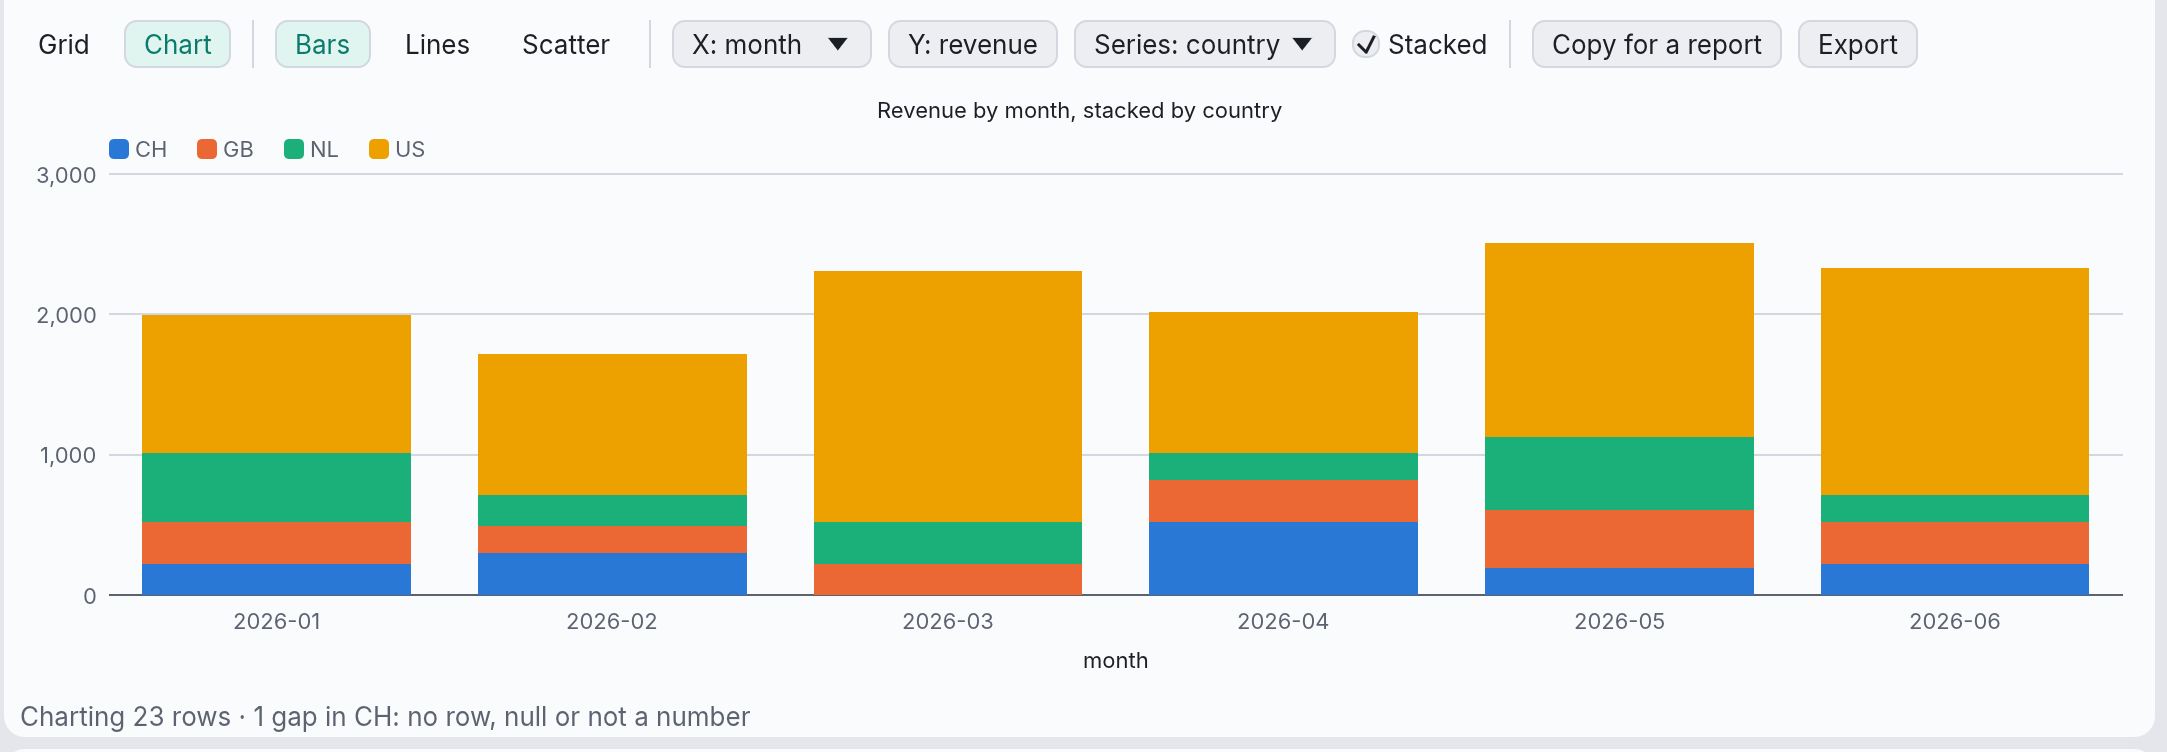 Grid Chart Bars Lines Scatter X: month Y: revenue Series: country Stacked Copy for a report Export
Revenue by month, stacked by country
CH GB NL US
3,000
2,000
1,000
0
2026-01 2026-02 2026-03 2026-04 2026-05 2026-06
month
Charting 23 rows · 1 gap in CH: no row, null or not a number